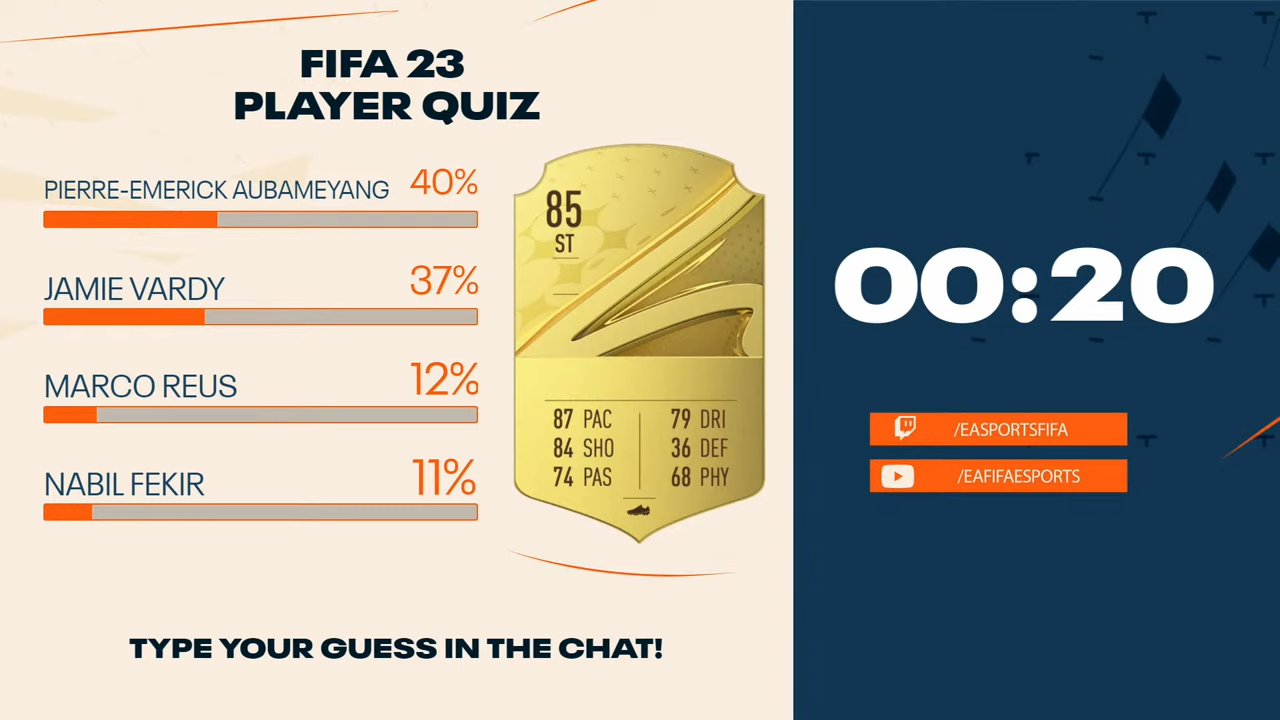 FIFA 23
PLAYER QUIZ
PIERRE-EMERICK AUBAMEYANG 40%
JAMIE VARDY 37%
MARCO REUS 12%
NABIL FEKIR 11%
85
ST
87 PAC 79 DRI
84 SHO 36 DEF
74 PAS 68 PHY
TYPE YOUR GUESS IN THE CHAT!
00:20
/EASPORTSFIFA
/EAFIFAESPORTS